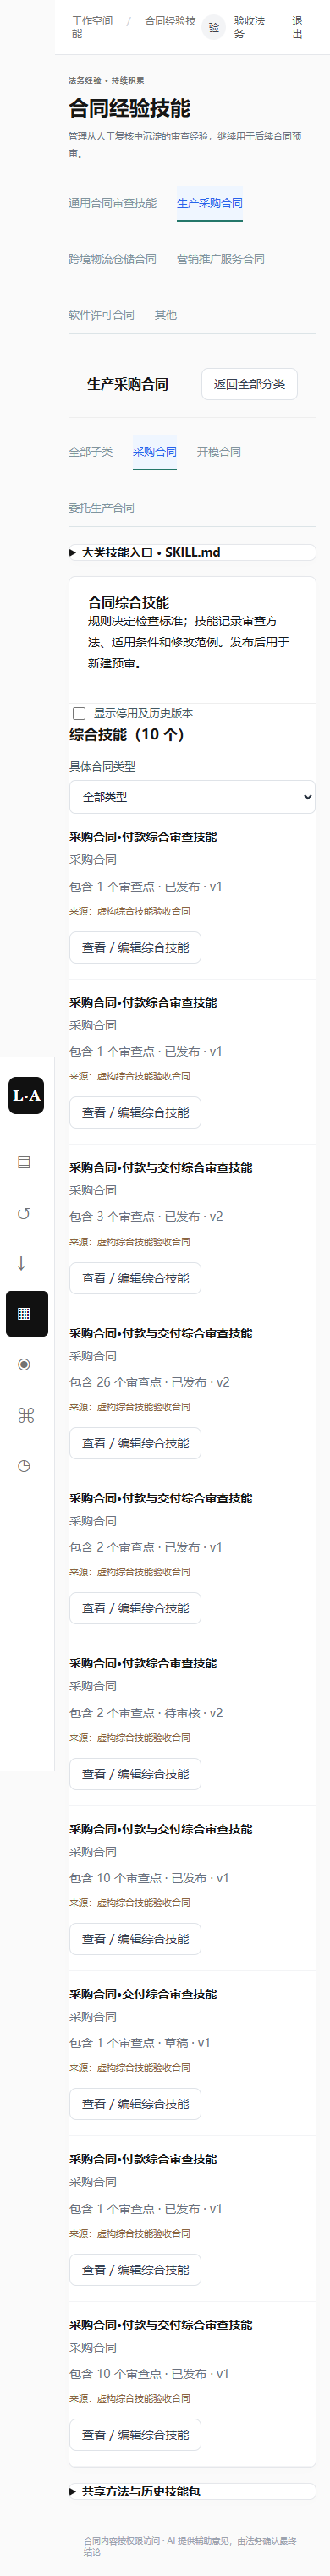 工作空间 / 合同经验技能 验 验收法务 退出
法务经验 • 持续积累
合同经验技能
管理从人工复核中沉淀的审查经验，继续用于后续合同预
审。
通用合同审查技能 生产采购合同
跨境物流仓储合同 营销推广服务合同
软件许可合同 其他
生产采购合同 返回全部分类
全部子类 采购合同 开模合同
委托生产合同
▶ 大类技能入口 • SKILL.md
合同综合技能
规则决定检查标准；技能记录审查方
法、适用条件和修改范例。发布后用于
新建预审。
显示停用及历史版本
综合技能（10 个）
具体合同类型
全部类型
采购合同•付款综合审查技能
采购合同
包含 1 个审查点 · 已发布 · v1
来源：虚构综合技能验收合同
查看 / 编辑综合技能
采购合同•付款综合审查技能
采购合同
包含 1 个审查点 · 已发布 · v1
来源：虚构综合技能验收合同
查看 / 编辑综合技能
L·A
采购合同•付款与交付综合审查技能
采购合同
包含 3 个审查点 · 已发布 · v2
来源：虚构综合技能验收合同
查看 / 编辑综合技能
采购合同•付款与交付综合审查技能
采购合同
包含 26 个审查点 · 已发布 · v2
来源：虚构综合技能验收合同
查看 / 编辑综合技能
采购合同•付款与交付综合审查技能
采购合同
包含 2 个审查点 · 已发布 · v1
来源：虚构综合技能验收合同
查看 / 编辑综合技能
采购合同•付款综合审查技能
采购合同
包含 2 个审查点 · 待审核 · v2
来源：虚构综合技能验收合同
查看 / 编辑综合技能
采购合同•付款与交付综合审查技能
采购合同
包含 10 个审查点 · 已发布 · v1
来源：虚构综合技能验收合同
查看 / 编辑综合技能
采购合同•交付综合审查技能
采购合同
包含 1 个审查点 · 草稿 · v1
来源：虚构综合技能验收合同
查看 / 编辑综合技能
采购合同•付款综合审查技能
采购合同
包含 1 个审查点 · 已发布 · v1
来源：虚构综合技能验收合同
查看 / 编辑综合技能
采购合同•付款与交付综合审查技能
采购合同
包含 10 个审查点 · 已发布 · v1
来源：虚构综合技能验收合同
查看 / 编辑综合技能
▶ 共享方法与历史技能包
合同内容按权限访问 · AI 提供辅助意见，由法务确认最终
结论